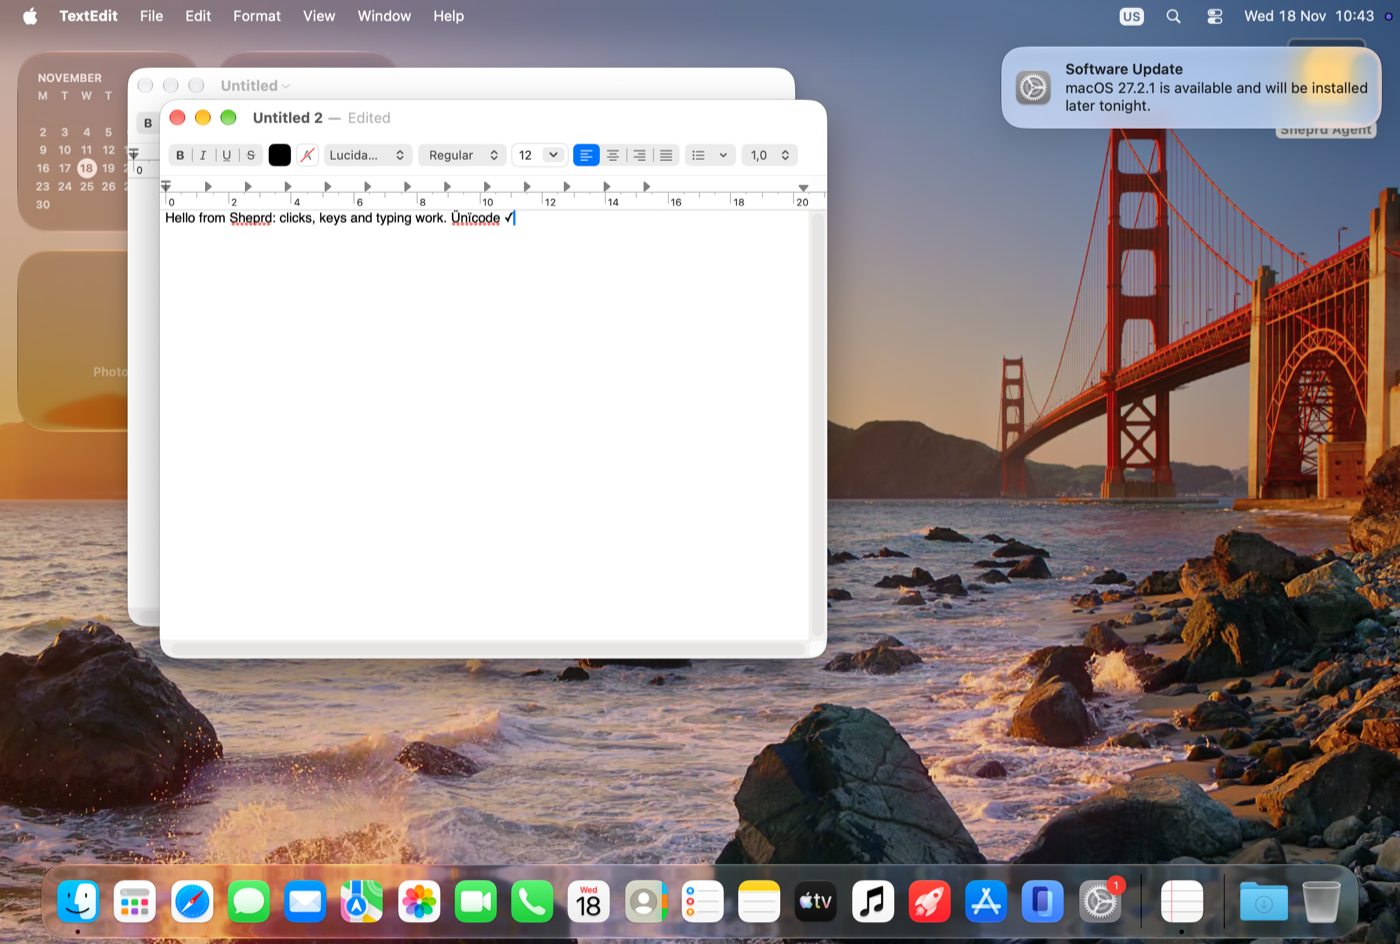 TextEdit File Edit Format View Window Help
US Wed 18 Nov 10:43
Software Update
macOS 27.2.1 is available and will be installed
later tonight.
Sheprd Agent
NOVEMBER
M T W T
2 3 4 5
9 10 11 12
16 17 18 19
23 24 25 26
30
Photo
Untitled
B
0
Untitled 2 — Edited
B I U S Lucida... Regular 12 1,0
0 2 4 6 8 10 12 14 16 18 20
Hello from Sheprd: clicks, keys and typing work. Ünïcode ✓
Wed
18
tv
1